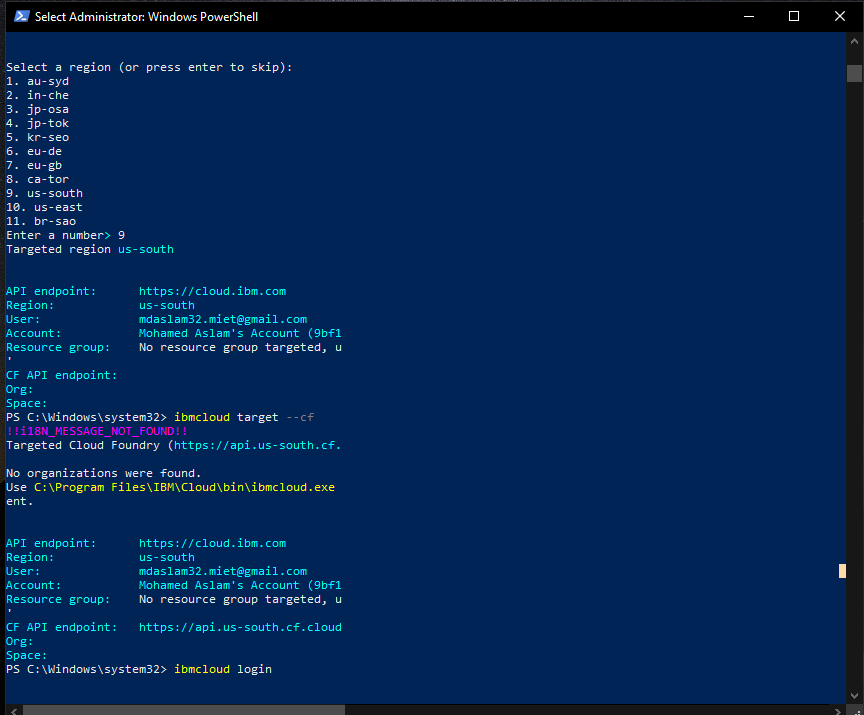 Select Administrator: Windows PowerShell
Select a region (or press enter to skip):
1. au-syd
2. in-che
3. jp-osa
4. jp-tok
5. kr-seo
6. eu-de
7. eu-gb
8. ca-tor
9. us-south
10. us-east
11. br-sao
Enter a number> 9
Targeted region us-south
API endpoint: https://cloud.ibm.com
Region: us-south
User: mdaslam32.miet@gmail.com
Account: Mohamed Aslam's Account (9bf1
Resource group: No resource group targeted, u
'
CF API endpoint:
Org:
Space:
PS C:\Windows\system32> ibmcloud target --cf
!!i18N_MESSAGE_NOT_FOUND!!
Targeted Cloud Foundry (https://api.us-south.cf.
No organizations were found.
Use C:\Program Files\IBM\Cloud\bin\ibmcloud.exe
ent.
API endpoint: https://cloud.ibm.com
Region: us-south
User: mdaslam32.miet@gmail.com
Account: Mohamed Aslam's Account (9bf1
Resource group: No resource group targeted, u
'
CF API endpoint: https://api.us-south.cf.cloud
Org:
Space:
PS C:\Windows\system32> ibmcloud login